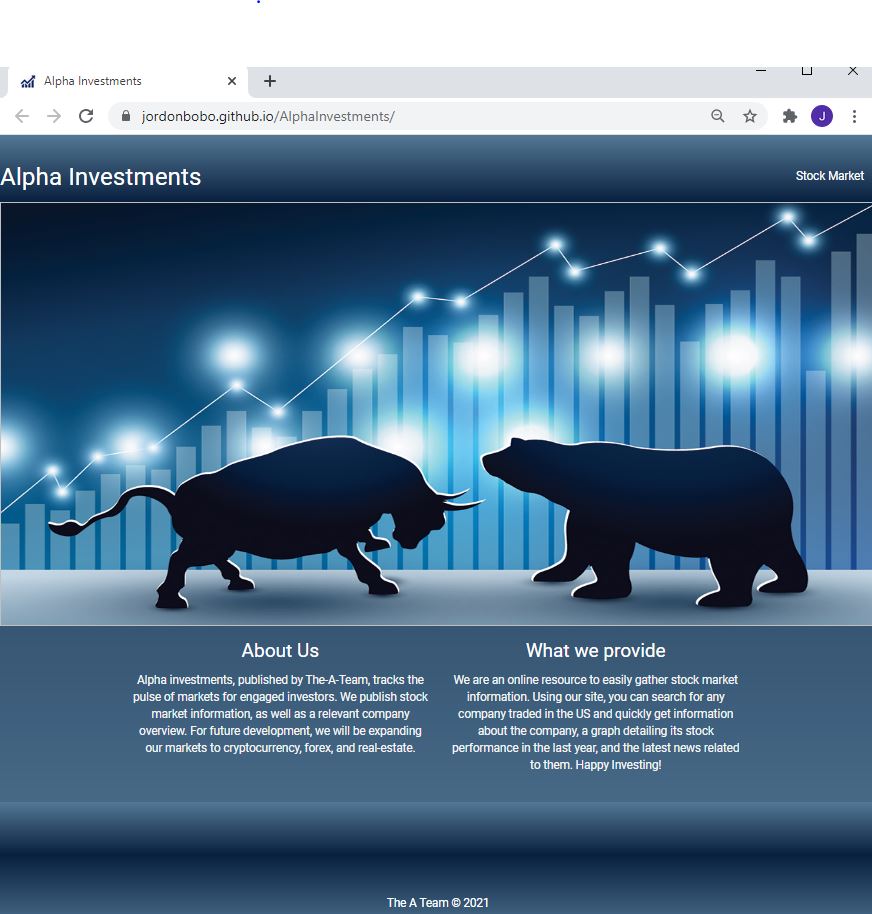 Alpha Investments
jordonbobo.github.io/AlphaInvestments/
J
Alpha Investments
Stock Market
About Us
Alpha investments, published by The-A-Team, tracks the
pulse of markets for engaged investors. We publish stock
market information, as well as a relevant company
overview. For future development, we will be expanding
our markets to cryptocurrency, forex, and real-estate.
What we provide
We are an online resource to easily gather stock market
information. Using our site, you can search for any
company traded in the US and quickly get information
about the company, a graph detailing its stock
performance in the last year, and the latest news related
to them. Happy Investing!
The A Team © 2021